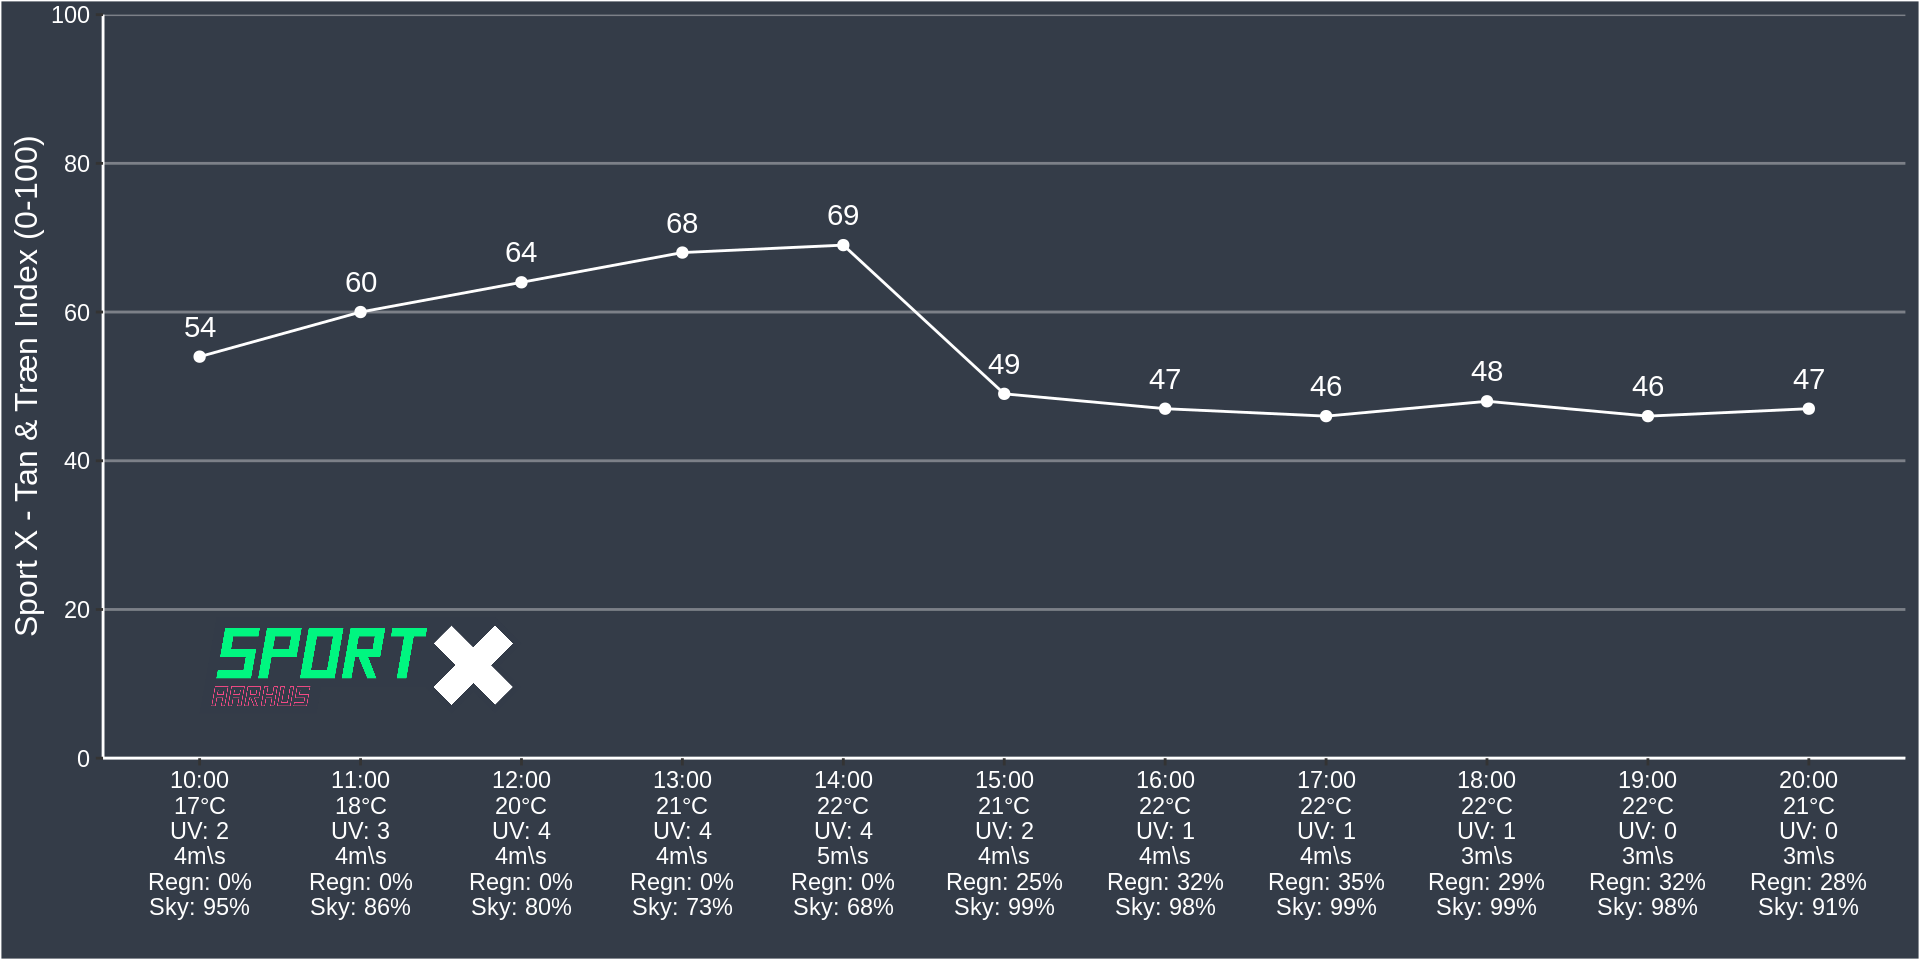 Sport X - Tan & Træn Index (0-100)
100
80
60
40
20
0
54
60
64
68
69
49
47
46
48
46
47
SPORT X
AARHUS
10:00 11:00 12:00 13:00 14:00 15:00 16:00 17:00 18:00 19:00 20:00
17°C 18°C 20°C 21°C 22°C 21°C 22°C 22°C 22°C 22°C 21°C
UV: 2 UV: 3 UV: 4 UV: 4 UV: 4 UV: 2 UV: 1 UV: 1 UV: 1 UV: 0 UV: 0
4m\s 4m\s 4m\s 4m\s 5m\s 4m\s 4m\s 4m\s 3m\s 3m\s 3m\s
Regn: 0% Regn: 0% Regn: 0% Regn: 0% Regn: 0% Regn: 25% Regn: 32% Regn: 35% Regn: 29% Regn: 32% Regn: 28%
Sky: 95% Sky: 86% Sky: 80% Sky: 73% Sky: 68% Sky: 99% Sky: 98% Sky: 99% Sky: 99% Sky: 98% Sky: 91%